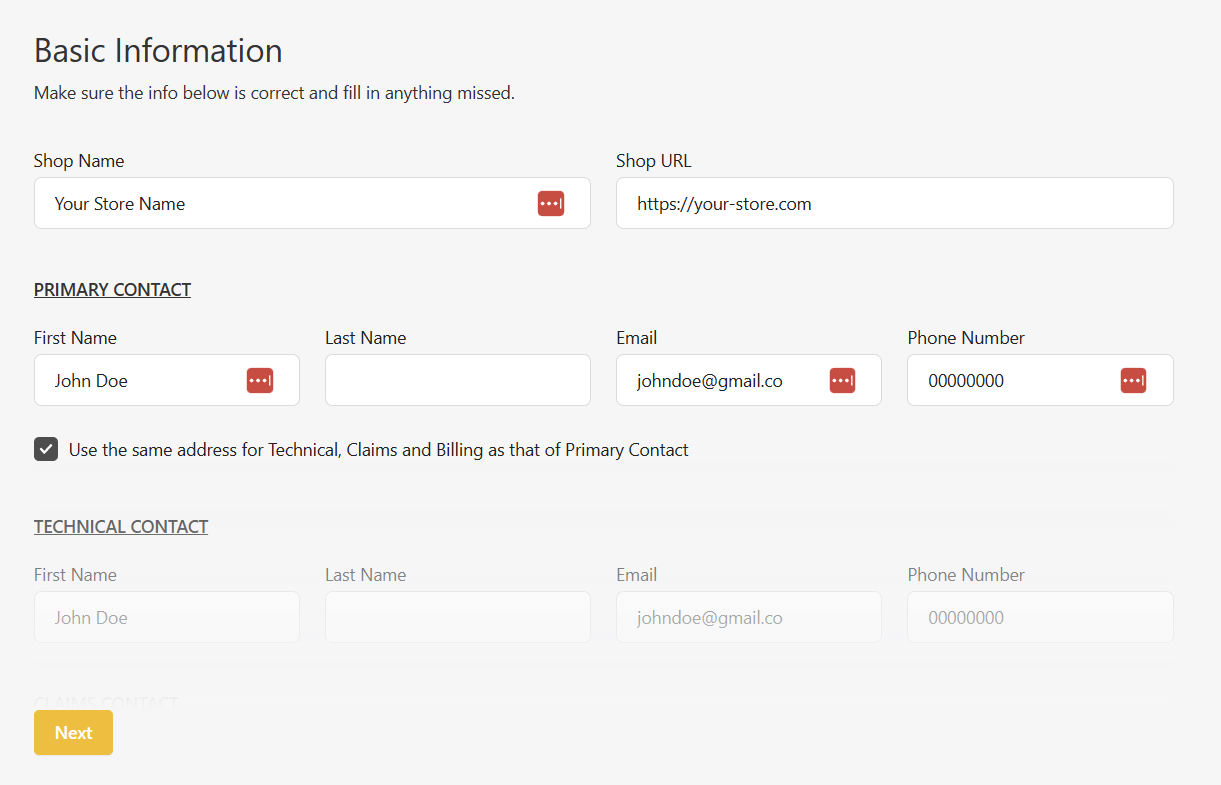 Basic Information
Make sure the info below is correct and fill in anything missed.
Shop Name Shop URL
Your Store Name https://your-store.com
PRIMARY CONTACT
First Name Last Name Email Phone Number
John Doe johndoe@gmail.co 00000000
Use the same address for Technical, Claims and Billing as that of Primary Contact
TECHNICAL CONTACT
First Name Last Name Email Phone Number
John Doe johndoe@gmail.co 00000000
CLAIMS CONTACT
Next